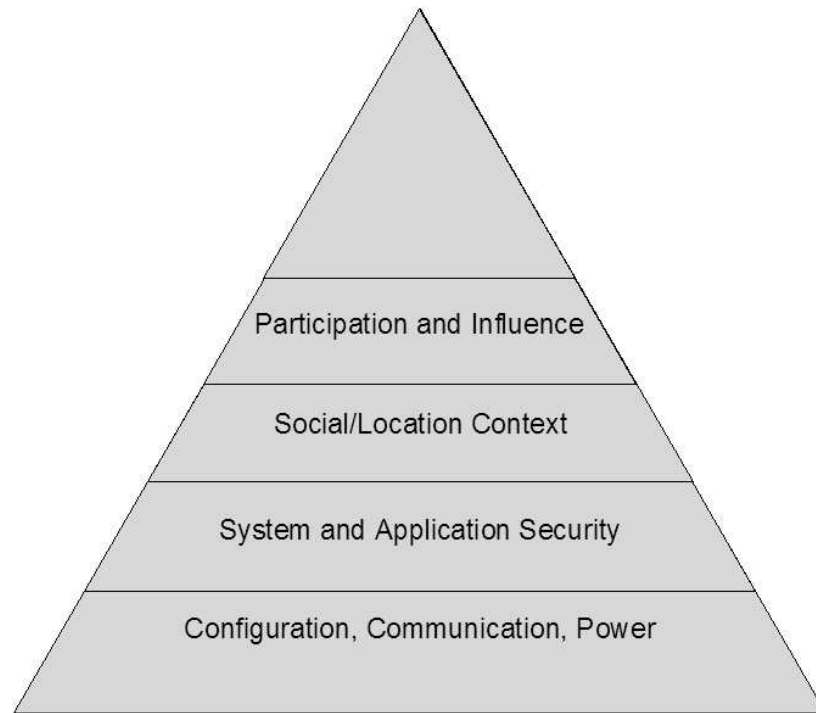 Participation and Influence
Social/Location Context
System and Application Security
Configuration, Communication, Power